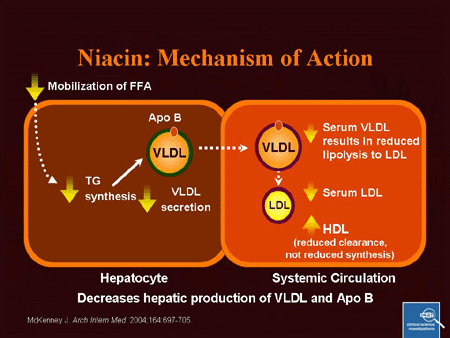 Niacin: Mechanism of Action
Mobilization of FFA
Apo B
VLDL
TG
synthesis
VLDL
secretion
VLDL
Serum VLDL
results in reduced
lipolysis to LDL
LDL
Serum LDL
HDL
(reduced clearance,
not reduced synthesis)
Hepatocyte
Systemic Circulation
Decreases hepatic production of VLDL and Apo B
McKenney J. Arch Intern Med. 2004;164:697-705.
clinical science